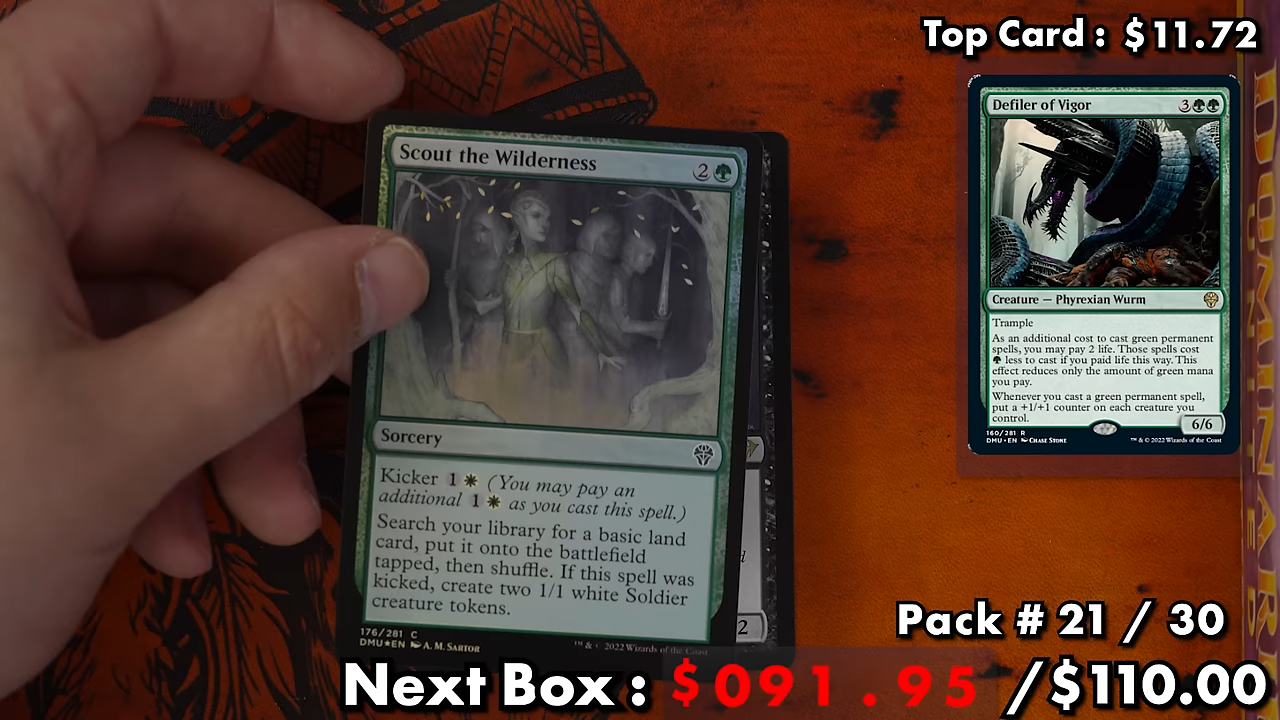 Top Card : $11.72
Defiler of Vigor 3
Creature — Phyrexian Wurm
Trample
As an additional cost to cast green permanent
spells, you may pay 2 life. Those spells cost
less to cast if you paid life this way. This
effect reduces only the amount of green mana
you pay.
Whenever you cast a green permanent spell,
put a +1/+1 counter on each creature you
control.
6/6
160/281 R
DMU • EN CHASE STONE
™ & © 2022 Wizards of the Coast
Scout the Wilderness 2
Sorcery
Kicker 1 (You may pay an
additional 1 as you cast this spell.)
Search your library for a basic land
card, put it onto the battlefield
tapped, then shuffle. If this spell was
kicked, create two 1/1 white Soldier
creature tokens.
176/281 C
DMU★EN A. M. SARTOR
™ & © 2022 Wizards of the Coast
2
Pack # 21 / 30
Next Box : $091.95 /$110.00